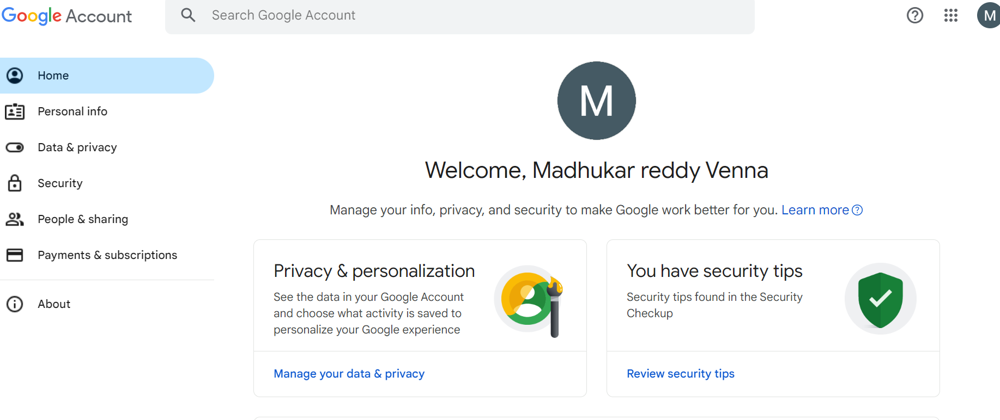 Google Account
Search Google Account
M
Home
Personal info
Data & privacy
Security
People & sharing
Payments & subscriptions
About
M
Welcome, Madhukar reddy Venna
Manage your info, privacy, and security to make Google work better for you. Learn more
Privacy & personalization
See the data in your Google Account
and choose what activity is saved to
personalize your Google experience
Manage your data & privacy
You have security tips
Security tips found in the Security
Checkup
Review security tips